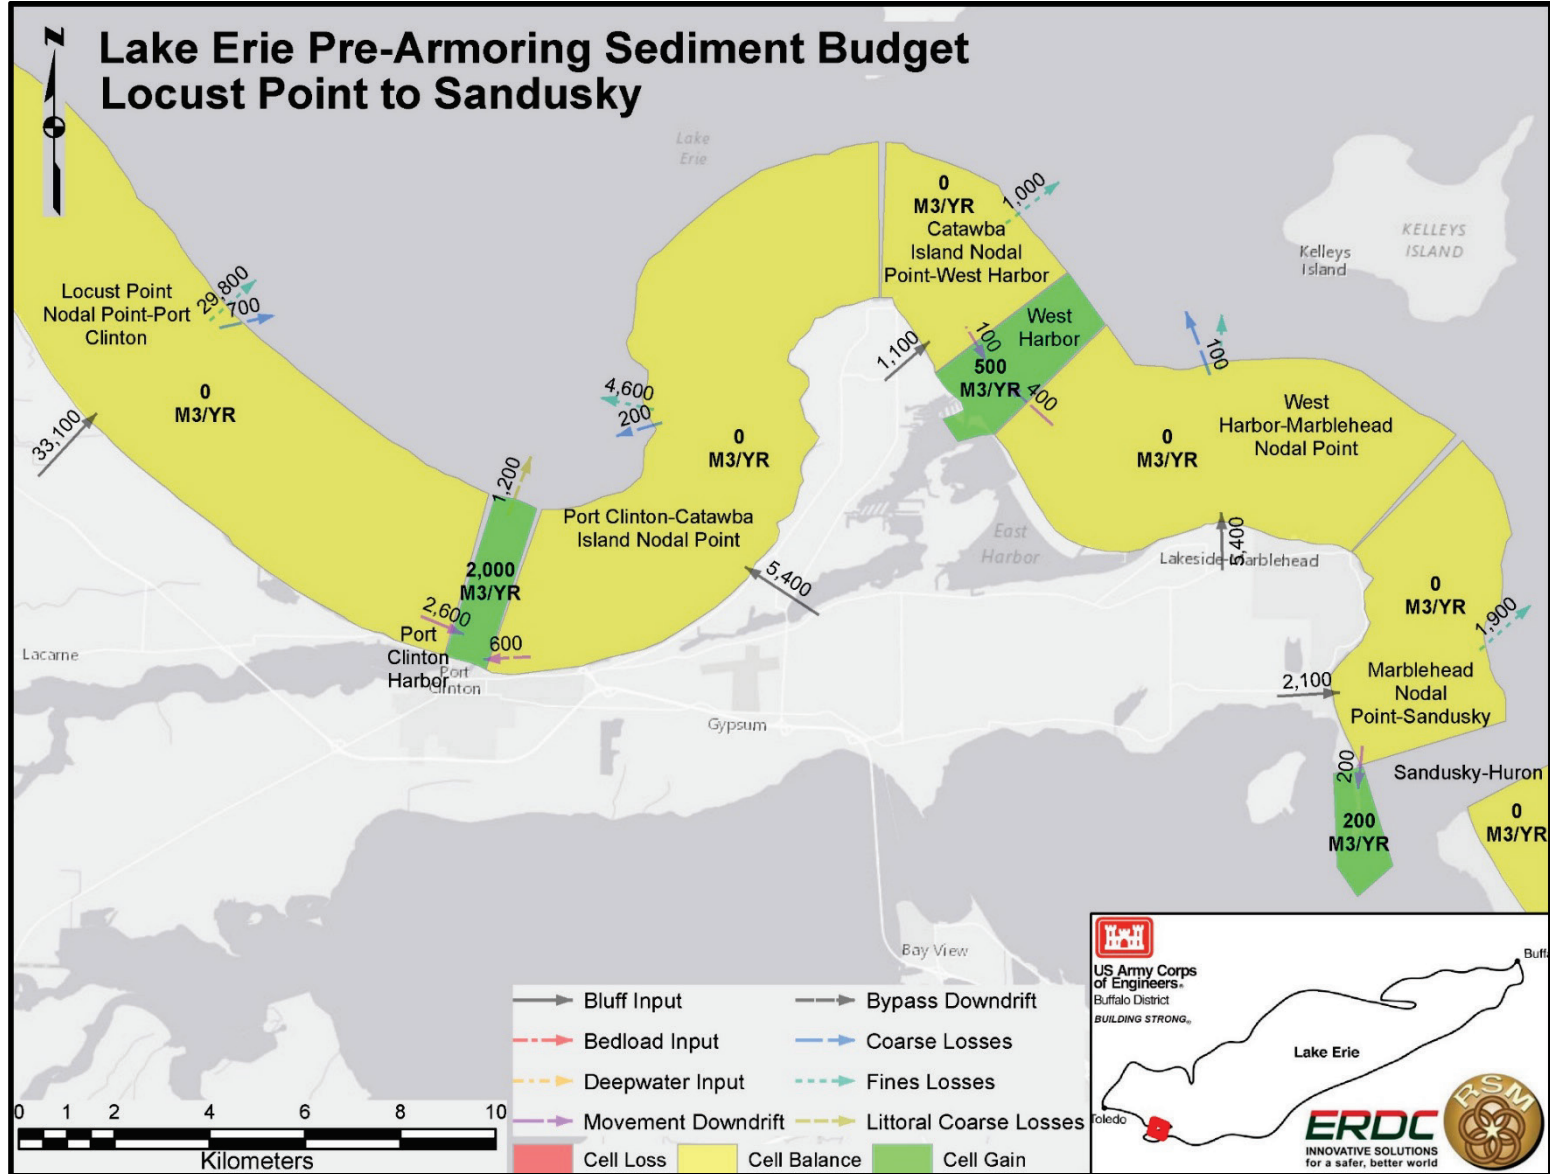 N
Lake Erie Pre-Armoring Sediment Budget
Locust Point to Sandusky
Lake
Erie
0
M3/YR
Catawba
Island Nodal
Point-West Harbor
1,000
Kelleys
Island
KELLEYS
ISLAND
Locust Point
Nodal Point-Port
Clinton
29,800
700
0
M3/YR
33,100
4,600
200
0
M3/YR
1,100
100
West
Harbor
500
M3/YR
400
100
West
Harbor-Marblehead
Nodal Point
0
M3/YR
1,200
Port Clinton-Catawba
Island Nodal Point
2,000
M3/YR
2,600
600
5,400
East
Harbor
5,400
Lakeside-Marblehead
0
M3/YR
1,900
Marblehead
Nodal
Point-Sandusky
2,100
200
Sandusky-Huron
200
M3/YR
0
M3/YR
Lacarne
Port
Clinton
Harbor
Port
Clinton
Gypsum
Bay View
Bluff Input
Bypass Downdrift
Bedload Input
Coarse Losses
Deepwater Input
Fines Losses
Movement Downdrift
Littoral Coarse Losses
Cell Loss
Cell Balance
Cell Gain
0 1 2 4 6 8 10
Kilometers
US Army Corps
of Engineers®
Buffalo District
BUILDING STRONG®
Buffa
Lake Erie
Toledo
ERDC
INNOVATIVE SOLUTIONS
for a safer, better world
RSM